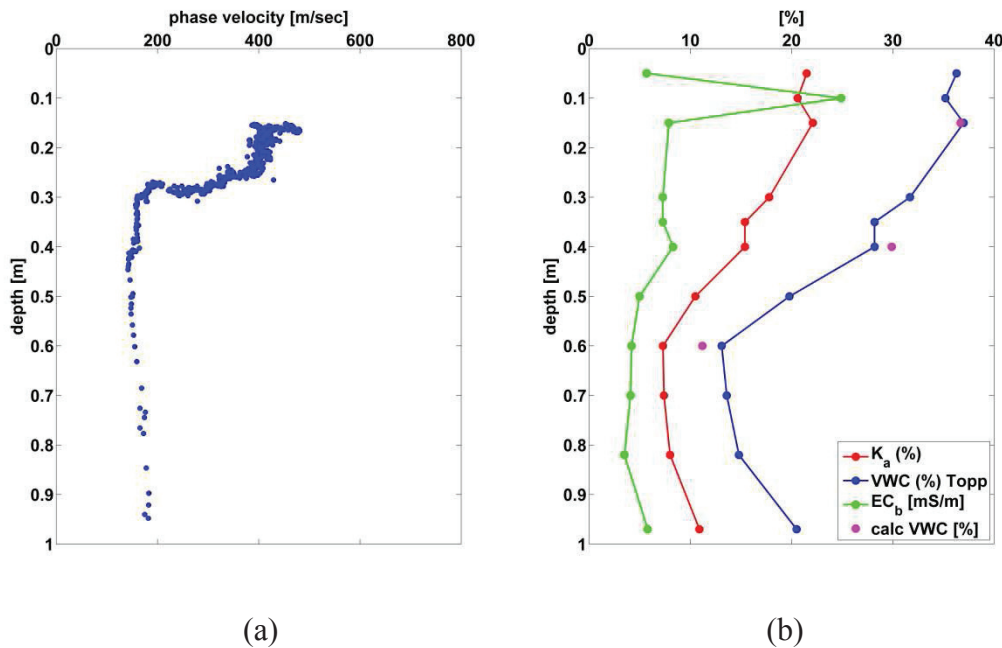 phase velocity [m/sec]
0 200 400 600 800
0
0.1
0.2
0.3
0.4
0.5
0.6
0.7
0.8
0.9
1
depth [m]
(a)
[%]
0 10 20 30 40
0
0.1
0.2
0.3
0.4
0.5
0.6
0.7
0.8
0.9
1
depth [m]
Ka (%)
VWC (%) Topp
ECb [mS/m]
calc VWC [%]
(b)